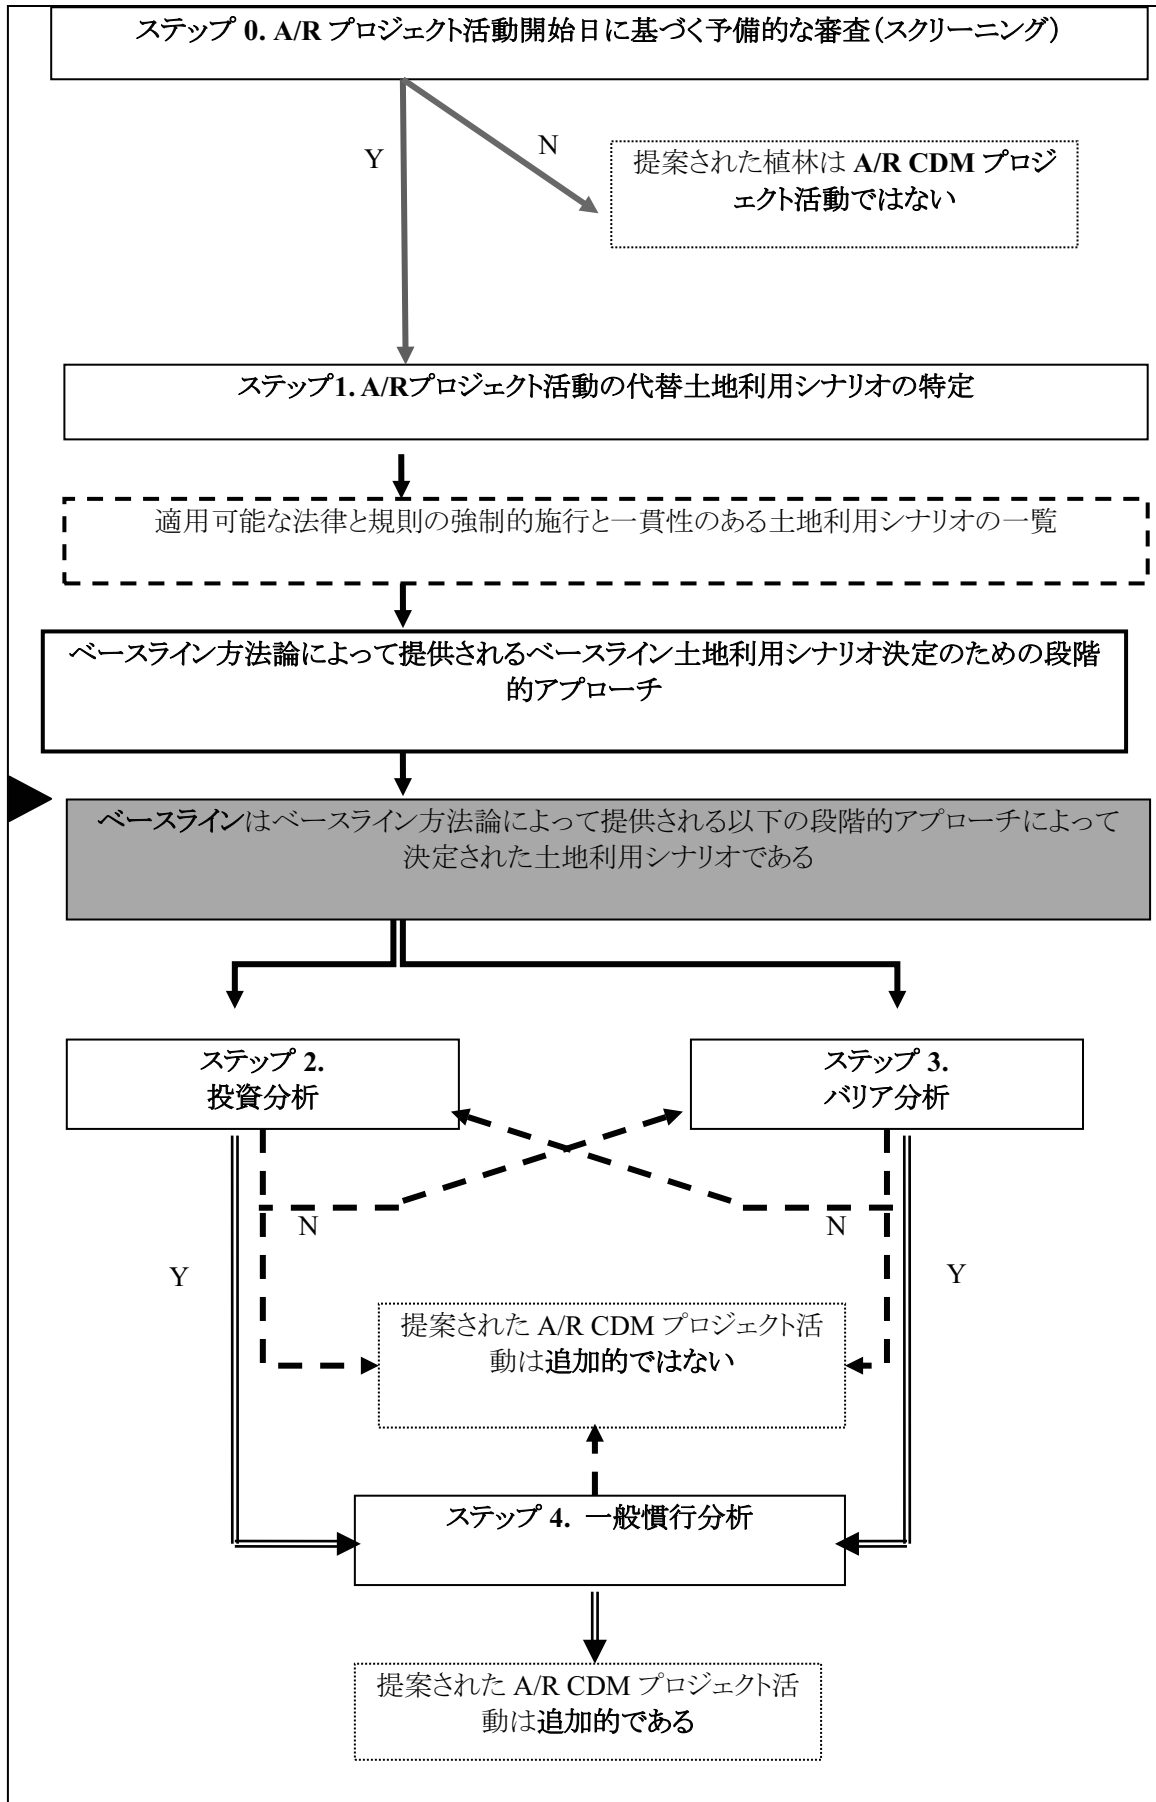 ステップ 0. A/R プロジェクト活動開始日に基づく予備的な審査（スクリーニング）
Y
N
提案された植林は A/R CDM プロジ
ェクト活動ではない
ステップ1. A/Rプロジェクト活動の代替土地利用シナリオの特定
適用可能な法律と規則の強制的施行と一貫性のある土地利用シナリオの一覧
ベースライン方法論によって提供されるベースライン土地利用シナリオ決定のための段階
的アプローチ
ベースラインはベースライン方法論によって提供される以下の段階的アプローチによって
決定された土地利用シナリオである
ステップ 2.
投資分析
ステップ 3.
バリア分析
N
N
Y
Y
提案された A/R CDM プロジェクト活
動は追加的ではない
ステップ 4. 一般慣行分析
提案された A/R CDM プロジェクト活
動は追加的である